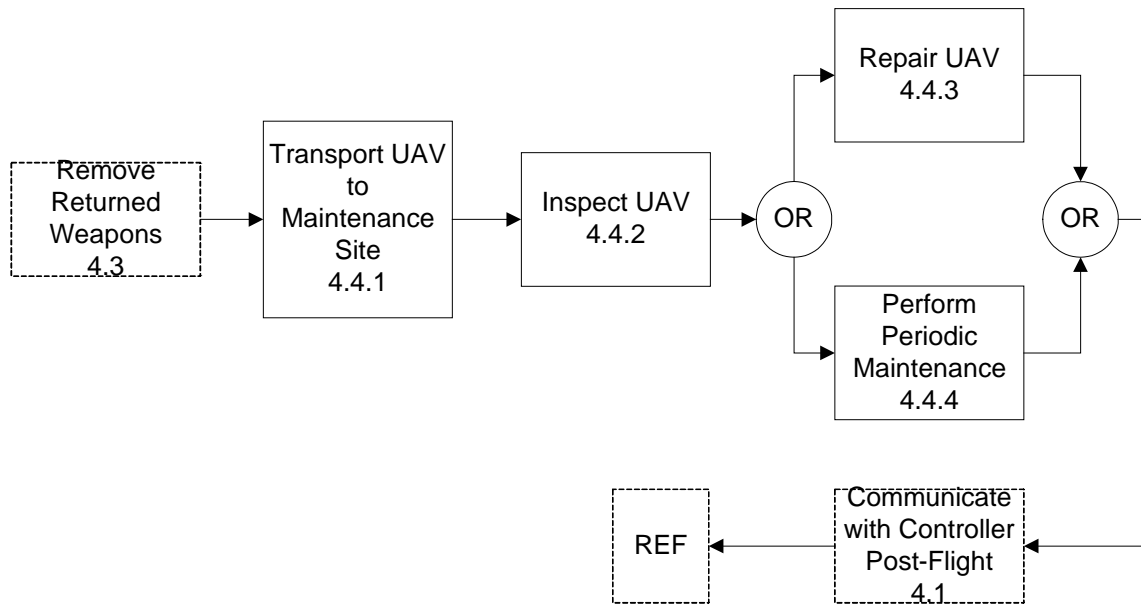 Remove
Returned
Weapons
4.3
Transport UAV
to
Maintenance
Site
4.4.1
Inspect UAV
4.4.2
OR
Repair UAV
4.4.3
Perform
Periodic
Maintenance
4.4.4
OR
Communicate
with Controller
Post-Flight
4.1
REF